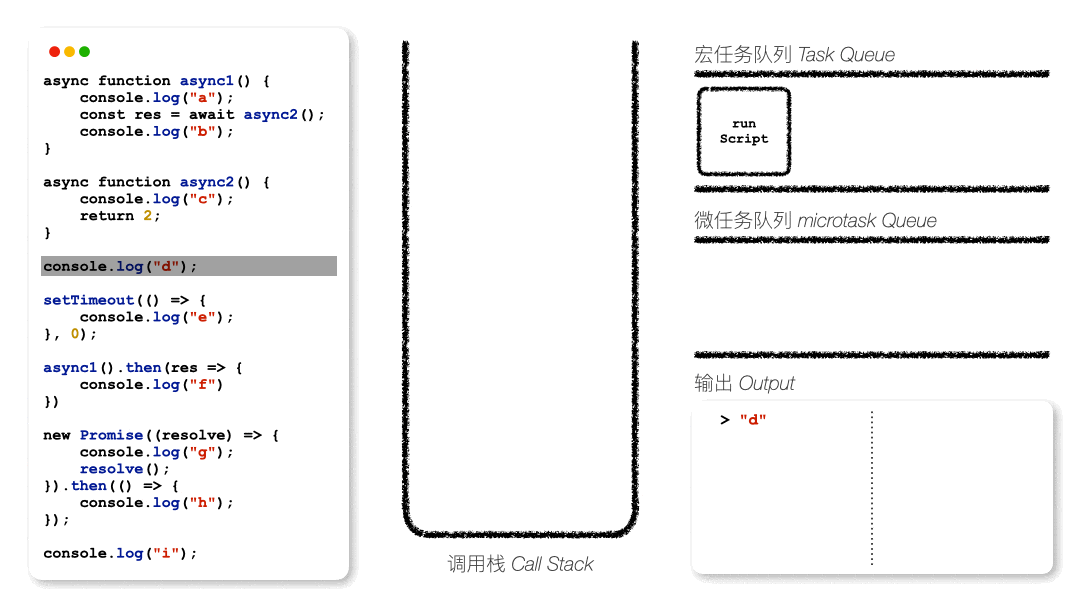 async function async1() {
    console.log("a");
    const res = await async2();
    console.log("b");
}
async function async2() {
    console.log("c");
    return 2;
}
console.log("d");
setTimeout(() => {
    console.log("e");
}, 0);
async1().then(res => {
    console.log("f")
})
new Promise((resolve) => {
    console.log("g");
    resolve();
}).then(() => {
    console.log("h");
});
console.log("i");
调用栈 Call Stack
宏任务队列 Task Queue
run
Script
微任务队列 microtask Queue
输出 Output
> "d"